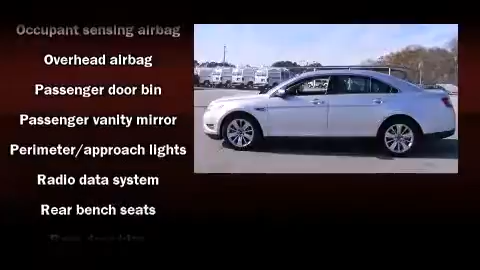 Occupant sensing airbag
Overhead airbag
Passenger door bin
Passenger vanity mirror
Perimeter/approach lights
Radio data system
Rear bench seats